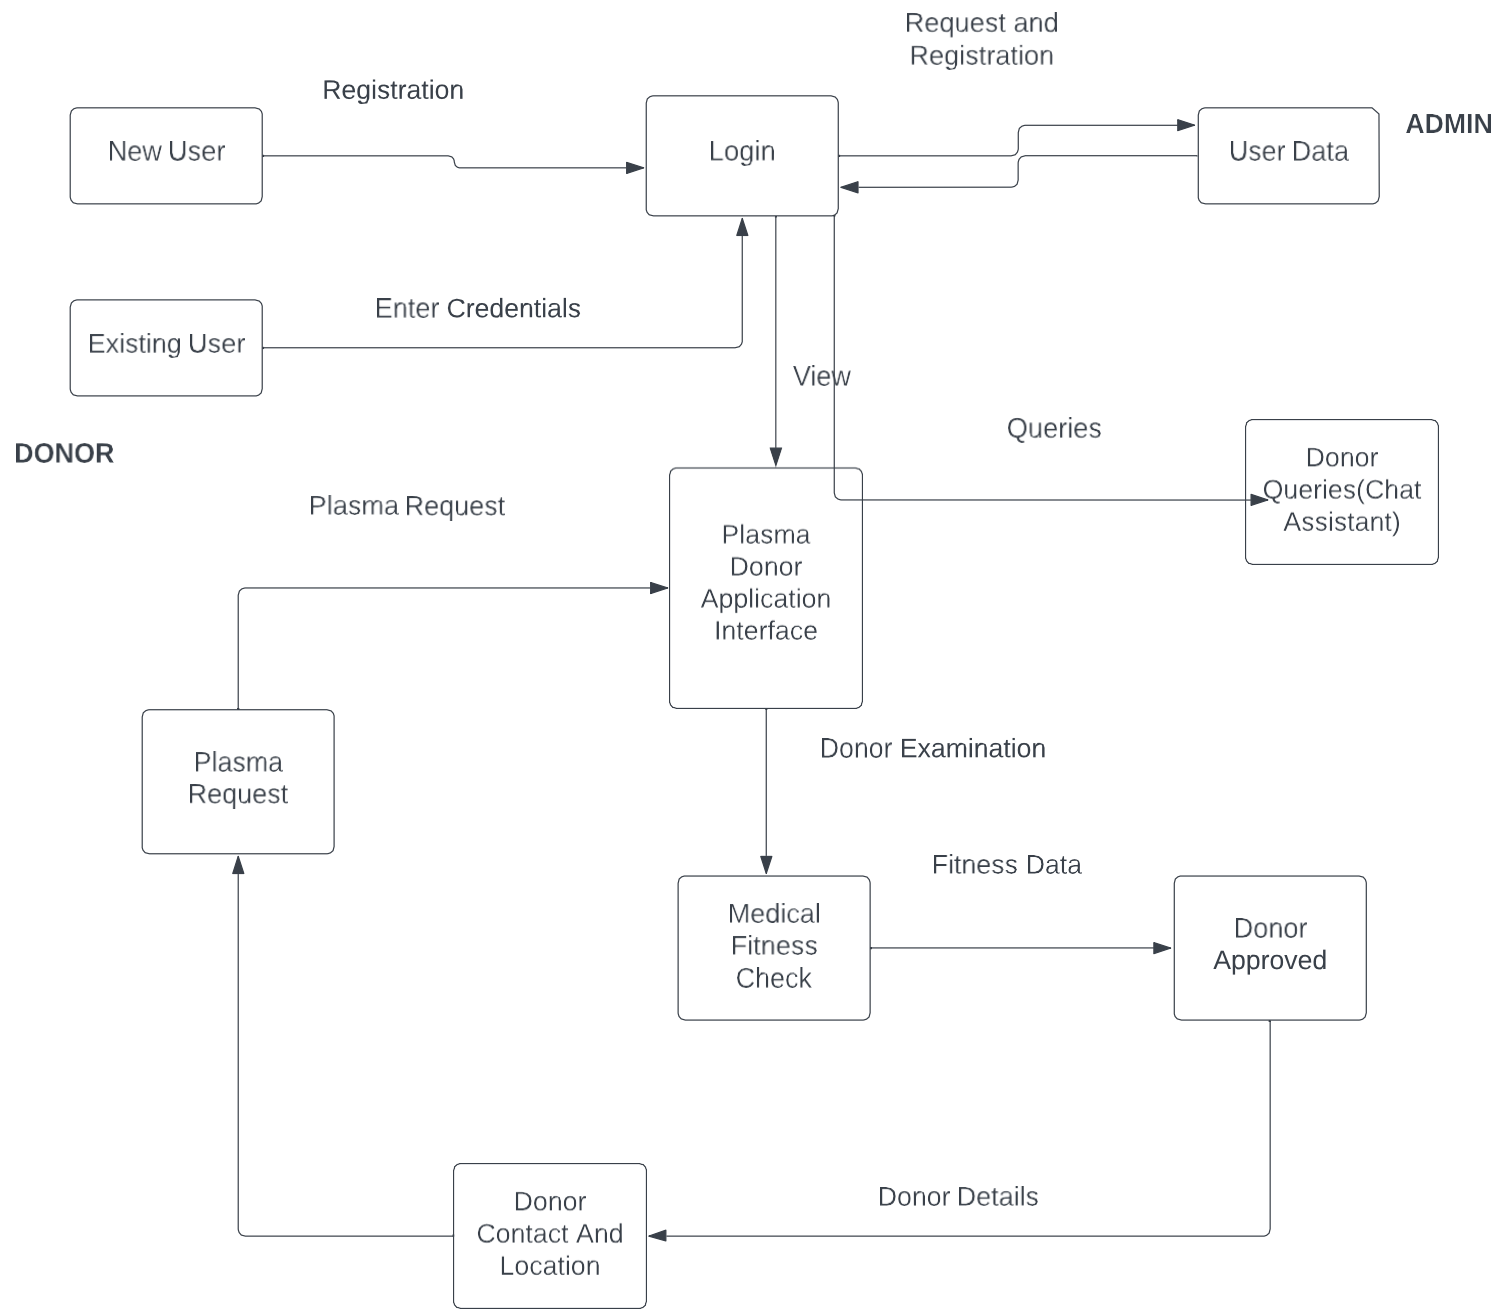 Request and
Registration
Registration
New User
Login
User Data
ADMIN
Enter Credentials
Existing User
View
Queries
DONOR
Donor
Queries(Chat
Assistant)
Plasma Request
Plasma
Donor
Application
Interface
Plasma
Request
Donor Examination
Fitness Data
Medical
Fitness
Check
Donor
Approved
Donor Details
Donor
Contact And
Location